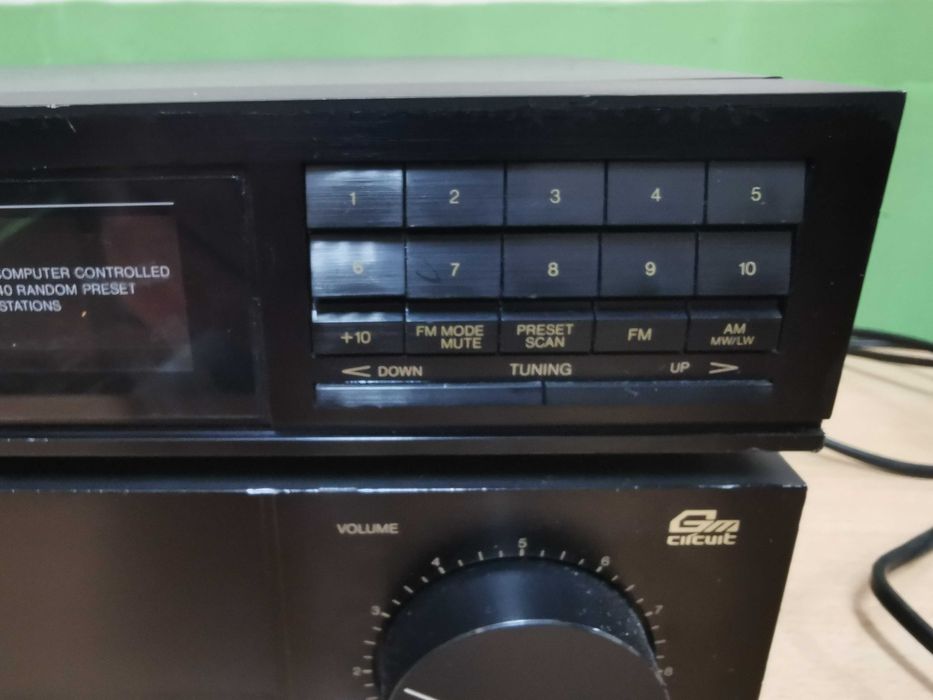 1 2 3 4 5
COMPUTER CONTROLLED
40 RANDOM PRESET
STATIONS
6 7 8 9 10
+10
FM MODE
MUTE
PRESET
SCAN
FM
AM
MW/LW
< DOWN TUNING UP >
VOLUME
Gm
circuit
2 3 4 5 6 7 8